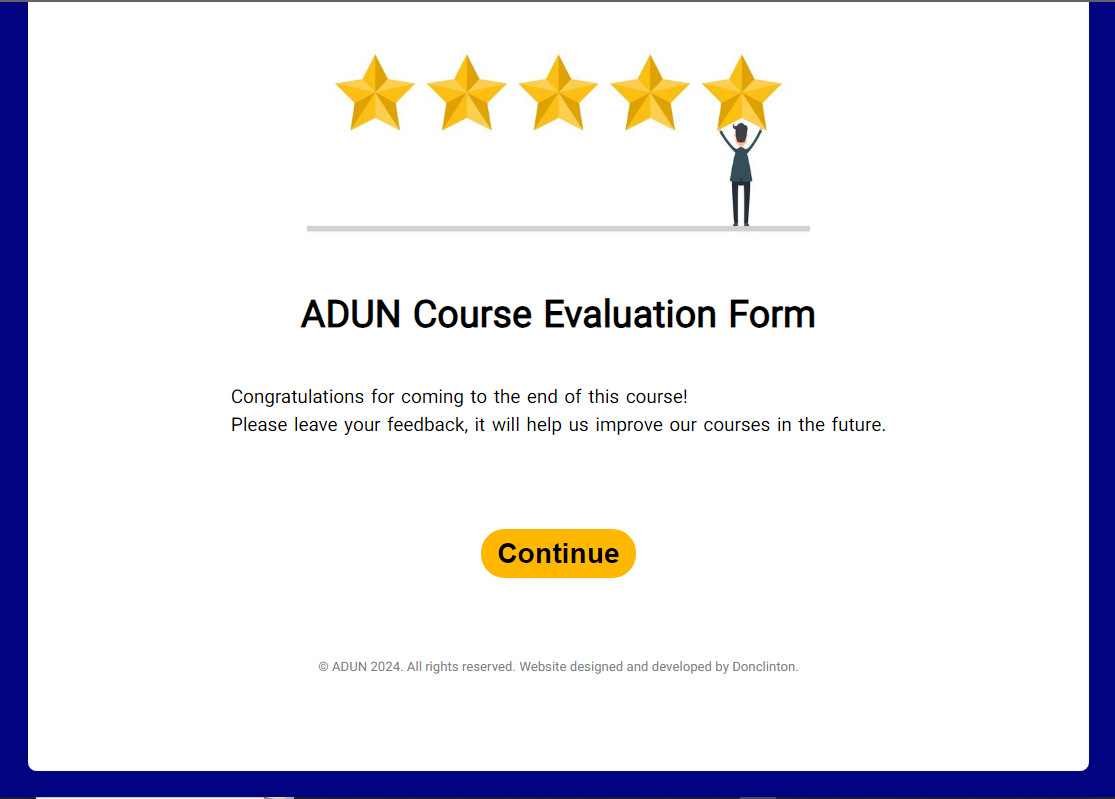 ADUN Course Evaluation Form
Congratulations for coming to the end of this course!
Please leave your feedback, it will help us improve our courses in the future.
Continue
© ADUN 2024. All rights reserved. Website designed and developed by Donclinton.